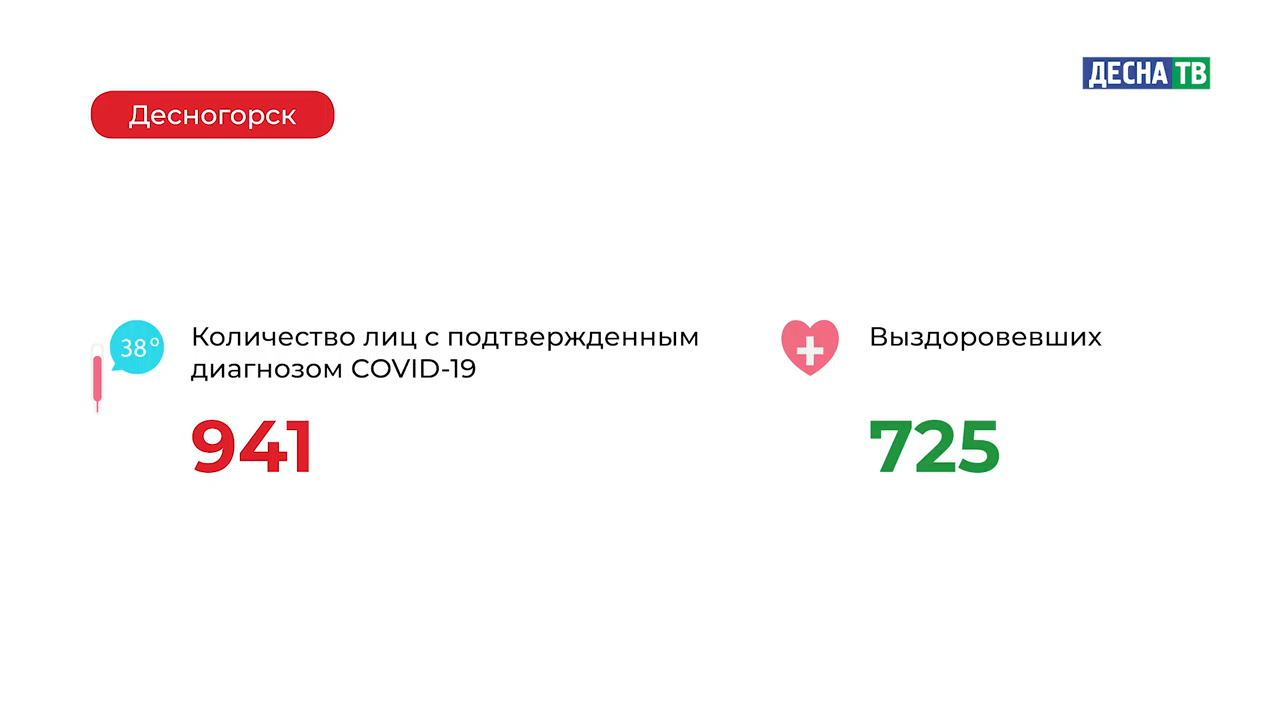 ДЕСНА ТВ
Десногорск
38°
Количество лиц с подтвержденным
диагнозом COVID-19
941
Выздоровевших
725